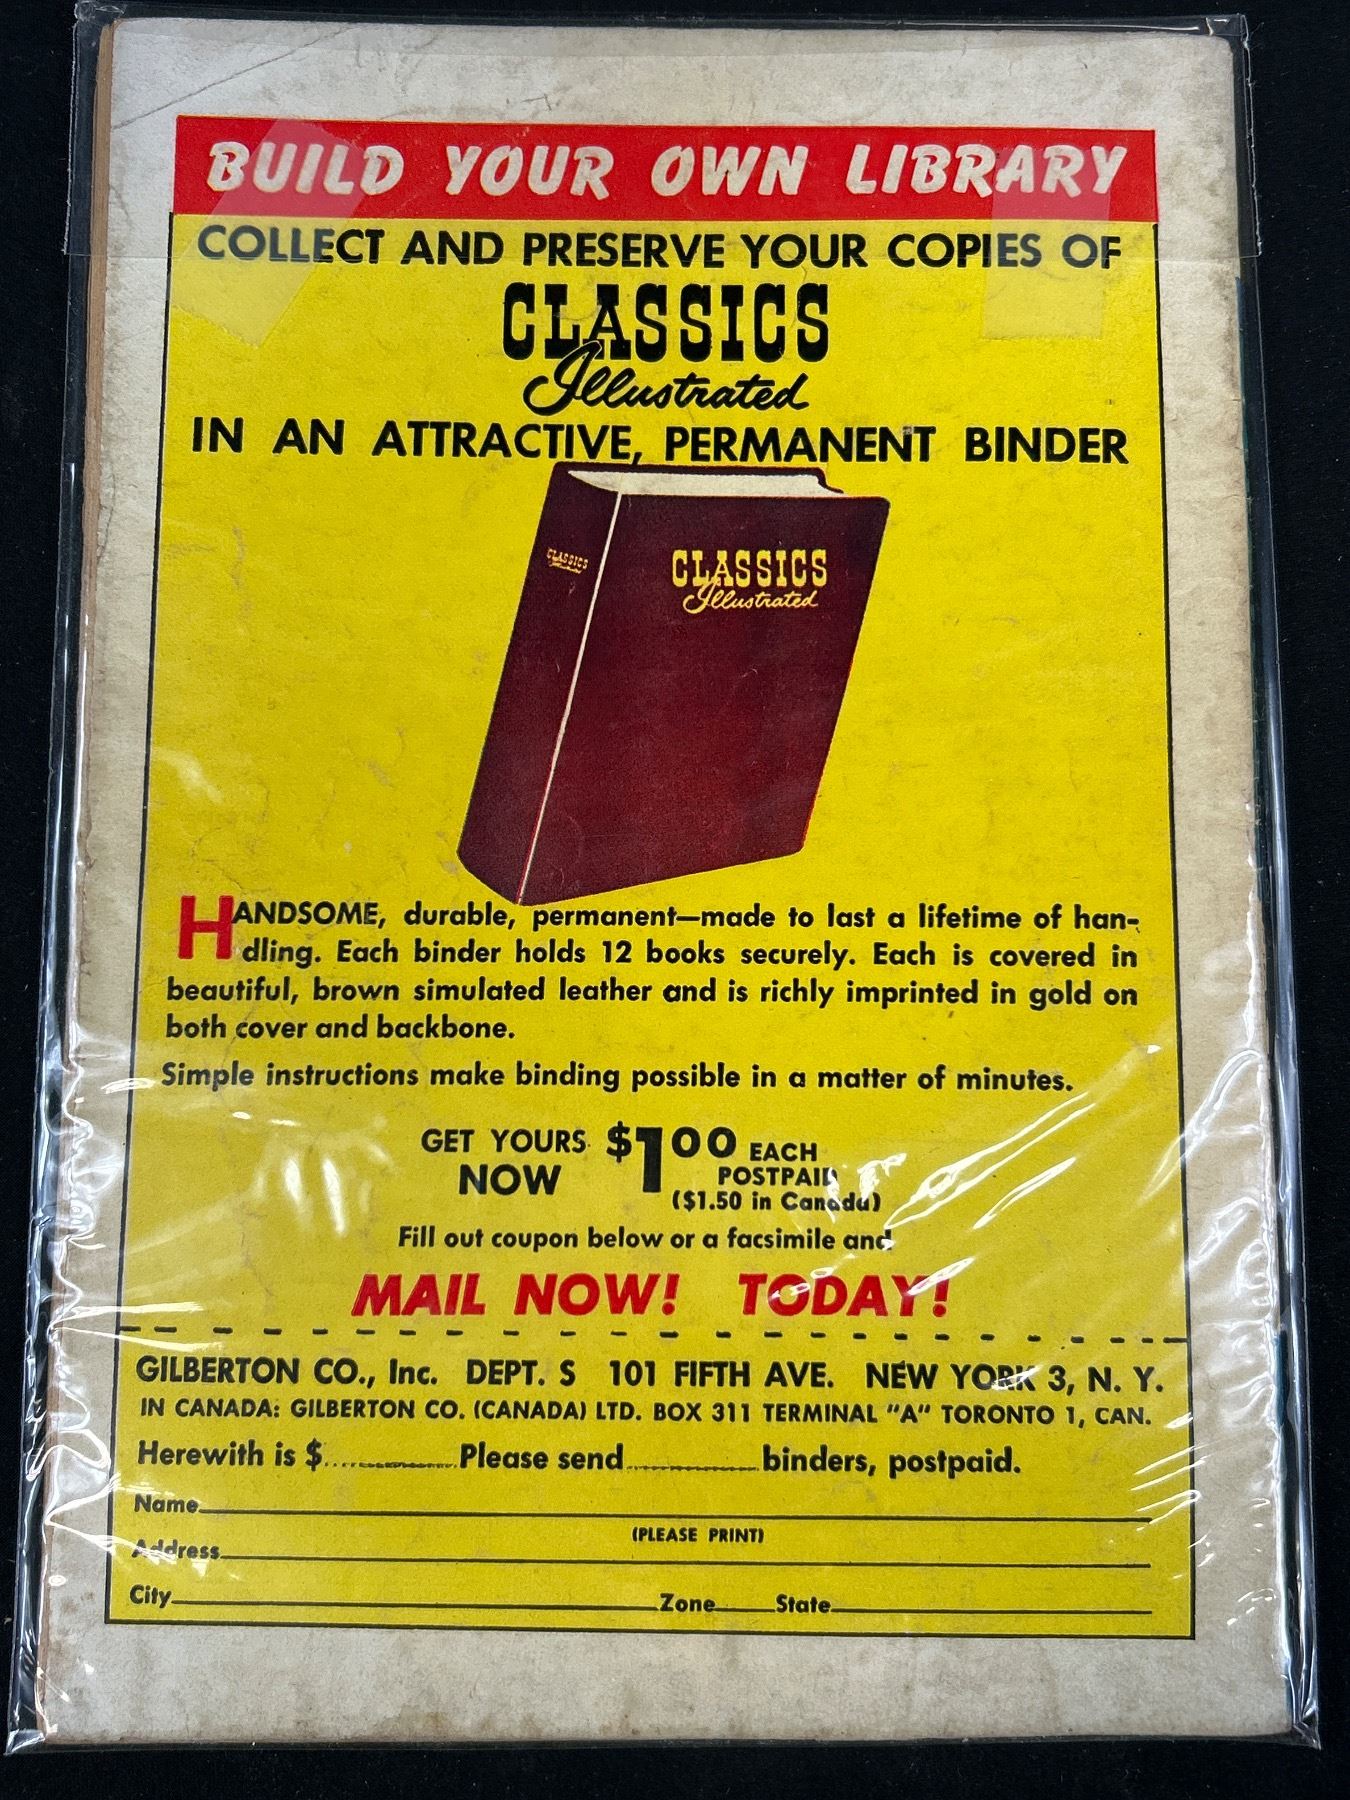 BUILD YOUR OWN LIBRARY
COLLECT AND PRESERVE YOUR COPIES OF
CLASSICS
Illustrated
IN AN ATTRACTIVE, PERMANENT BINDER
CLASSICS
Illustrated
CLASSICS
Illustrated
HANDSOME, durable, permanent—made to last a lifetime of han-
dling. Each binder holds 12 books securely. Each is covered in
beautiful, brown simulated leather and is richly imprinted in gold on
both cover and backbone.
Simple instructions make binding possible in a matter of minutes.
GET YOURS $1.00 EACH
NOW POSTPAID
($1.50 in Canada)
Fill out coupon below or a facsimile and
MAIL NOW! TODAY!
GILBERTON CO., Inc. DEPT. S 101 FIFTH AVE. NEW YORK 3, N. Y.
IN CANADA: GILBERTON CO. (CANADA) LTD. BOX 311 TERMINAL "A" TORONTO 1, CAN.
Herewith is $.............Please send.............binders, postpaid.
Name
(PLEASE PRINT)
Address
City Zone State